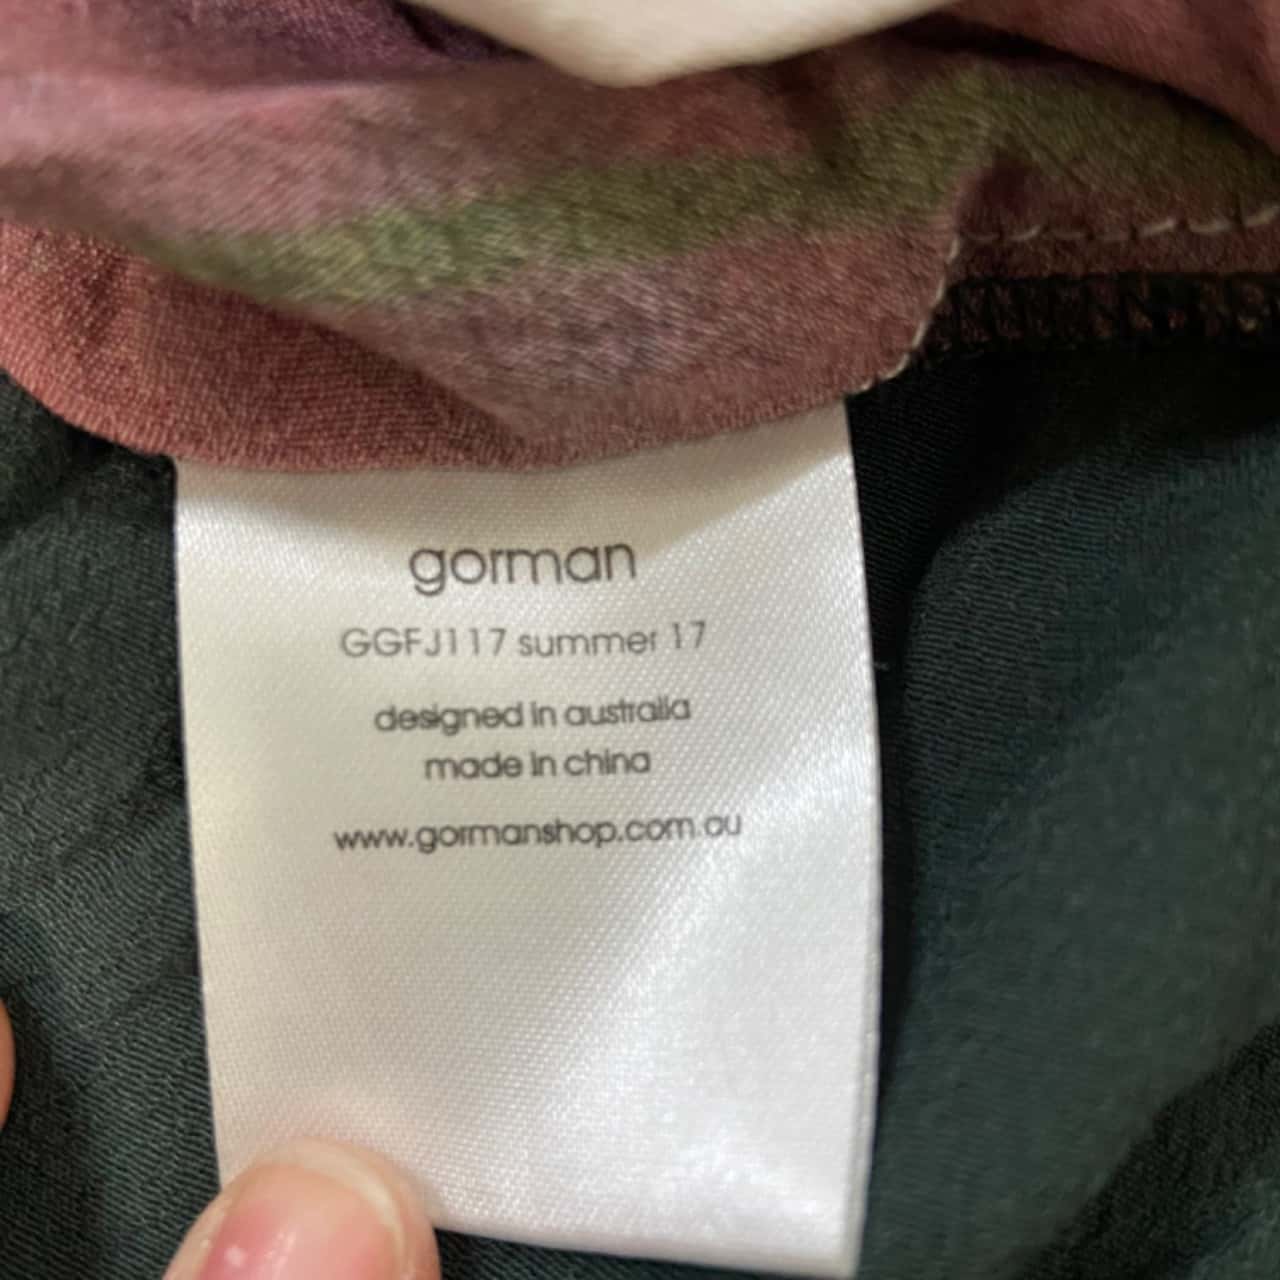 gorman
GGFJ117 summer 17
designed in australia
made in china
www.gormanshop.com.au